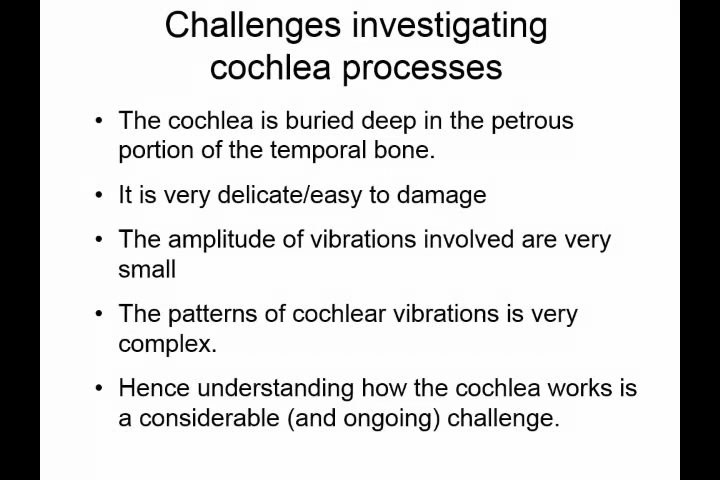 Challenges investigating
cochlea processes
• The cochlea is buried deep in the petrous
portion of the temporal bone.
• It is very delicate/easy to damage
• The amplitude of vibrations involved are very
small
• The patterns of cochlear vibrations is very
complex.
• Hence understanding how the cochlea works is
a considerable (and ongoing) challenge.